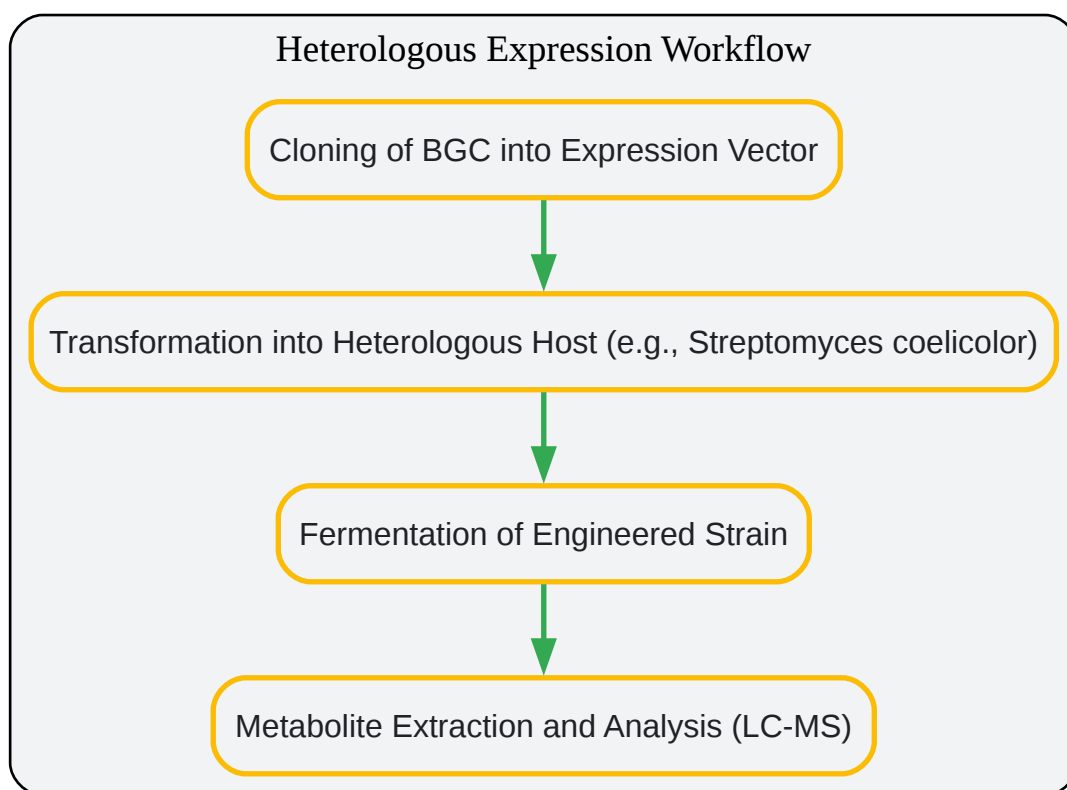 Heterologous Expression Workflow
Cloning of BGC into Expression Vector
Transformation into Heterologous Host (e.g., Streptomyces coelicolor)
Fermentation of Engineered Strain
Metabolite Extraction and Analysis (LC-MS)